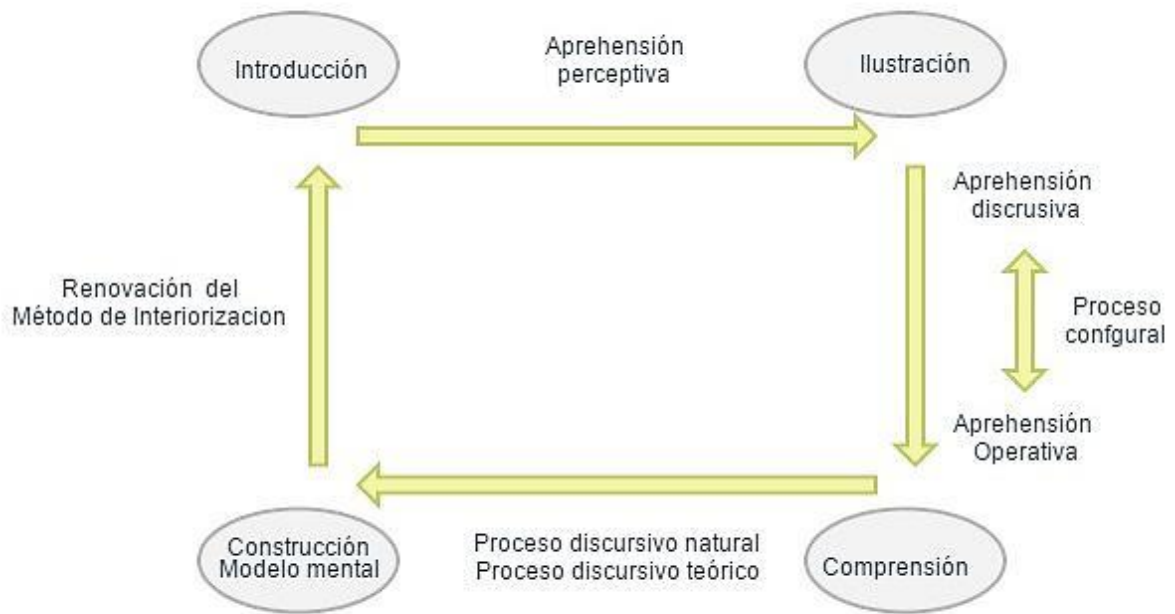 Introducción
Aprehensión
perceptiva
Ilustración
Aprehensión
discrusiva
Proceso
confgural
Aprehensión
Operativa
Renovación del
Método de Interiorizacion
Construcción
Modelo mental
Proceso discursivo natural
Proceso discursivo teórico
Comprensión